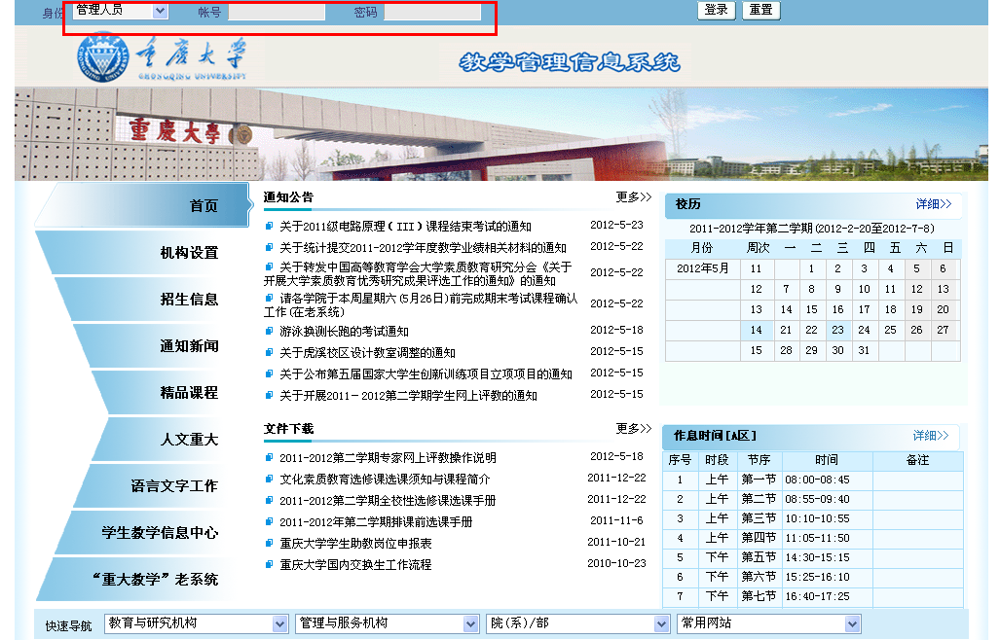 身份 管理人员 帐号 密码 登录 重置
重庆大学
CHONGQING UNIVERSITY
教学管理信息系统
重庆大学
首页
机构设置
招生信息
通知新闻
精品课程
人文重大
语言文字工作
学生教学信息中心
“重大教学”老系统
通知公告 更多>>
关于2011级电路原理(III)课程结束考试的通知 2012-5-23
关于统计提交2011-2012学年度教学业绩相关材料的通知 2012-5-22
关于转发中国高等教育学会大学素质教育研究分会《关于
开展大学素质教育优秀研究成果评选工作的通知》的通知 2012-5-22
请各学院于本周星期六(5月26日)前完成期末考试课程确认
工作(在老系统) 2012-5-22
游泳换测长跑的考试通知 2012-5-18
关于虎溪校区设计教室调整的通知 2012-5-15
关于公布第五届国家大学生创新训练项目立项项目的通知 2012-5-15
关于开展2011－2012第二学期学生网上评教的通知 2012-5-15
文件下载 更多>>
2011-2012第二学期专家网上评教操作说明 2012-5-18
文化素质教育选修课选课须知与课程简介 2011-12-22
2011-2012第二学期全校性选修课选课手册 2011-12-22
2011-2012年第二学期排课前选课手册 2011-11-6
重庆大学学生助教岗位申报表 2011-10-21
重庆大学国内交换生工作流程 2010-10-23
校历 详细>>
2011-2012学年第二学期(2012-2-20至2012-7-8)
月份 周次 一 二 三 四 五 六 日
2012年5月 11 1 2 3 4 5 6
12 7 8 9 10 11 12 13
13 14 15 16 17 18 19 20
14 21 22 23 24 25 26 27
15 28 29 30 31
作息时间[A区] 详细>>
序号 时段 节序 时间 备注
1 上午 第一节 08:00-08:45
2 上午 第二节 08:55-09:40
3 上午 第三节 10:10-10:55
4 上午 第四节 11:05-11:50
5 下午 第五节 14:30-15:15
6 下午 第六节 15:25-16:10
7 下午 第七节 16:40-17:25
快速导航 教育与研究机构 管理与服务机构 院(系)/部 常用网站